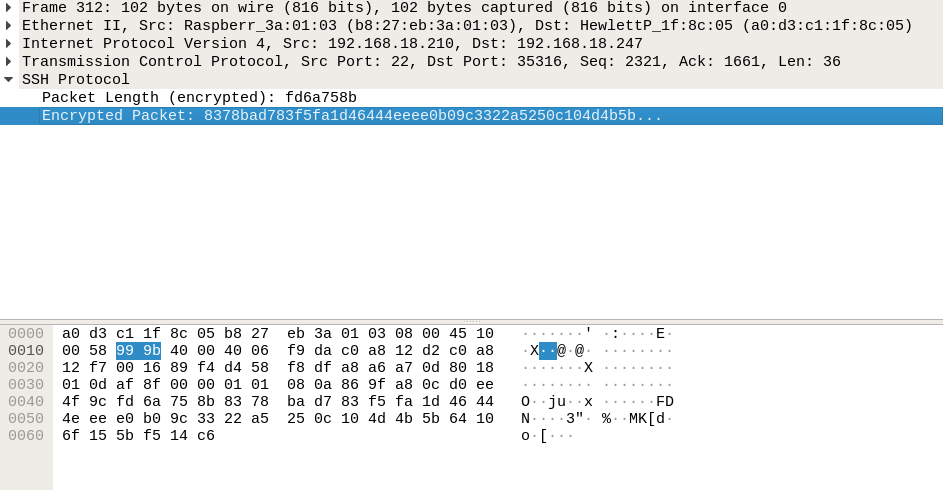 Frame 312: 102 bytes on wire (816 bits), 102 bytes captured (816 bits) on interface 0
Ethernet II, Src: Raspberr_3a:01:03 (b8:27:eb:3a:01:03), Dst: HewlettP_1f:8c:05 (a0:d3:c1:1f:8c:05)
Internet Protocol Version 4, Src: 192.168.18.210, Dst: 192.168.18.247
Transmission Control Protocol, Src Port: 22, Dst Port: 35316, Seq: 2321, Ack: 1661, Len: 36
SSH Protocol
Packet Length (encrypted): fd6a758b
Encrypted Packet: 8378bad783f5fa1d46444eeee0b09c3322a5250c104d4b5b...
0000 a0 d3 c1 1f 8c 05 b8 27 eb 3a 01 03 08 00 45 10 ·······' ·:····E·
0010 00 58 99 9b 40 00 40 06 f9 da c0 a8 12 d2 c0 a8 ·X··@·@· ········
0020 12 f7 00 16 89 f4 d4 58 f8 df a8 a6 a7 0d 80 18 ·······X ········
0030 01 0d af 8f 00 00 01 01 08 0a 86 9f a8 0c d0 ee ········ ········
0040 4f 9c fd 6a 75 8b 83 78 ba d7 83 f5 fa 1d 46 44 O··ju··x ······FD
0050 4e ee e0 b0 9c 33 22 a5 25 0c 10 4d 4b 5b 64 10 N····3"· %··MK[d·
0060 6f 15 5b f5 14 c6 o·[···